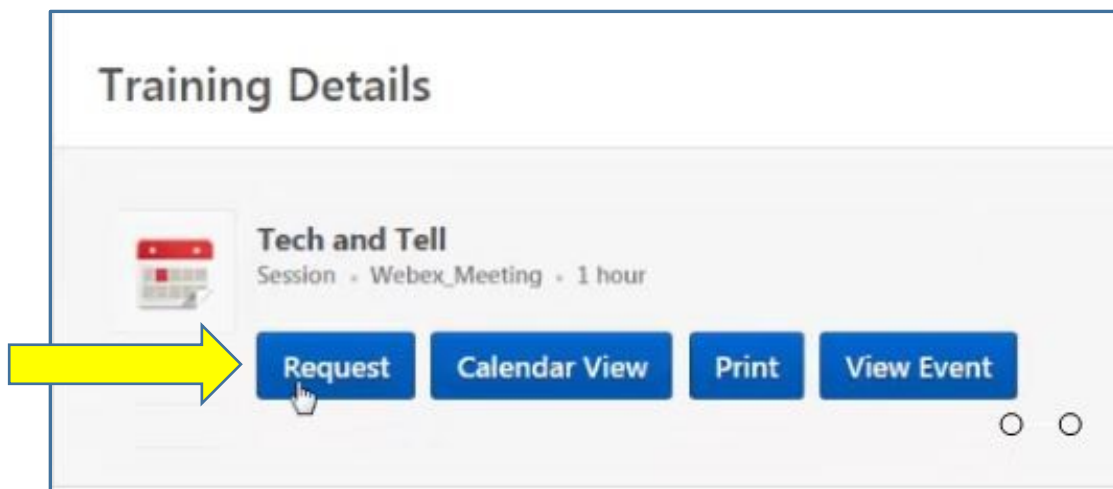 Training Details
Tech and Tell
Session • Webex_Meeting • 1 hour
Request Calendar View Print View Event